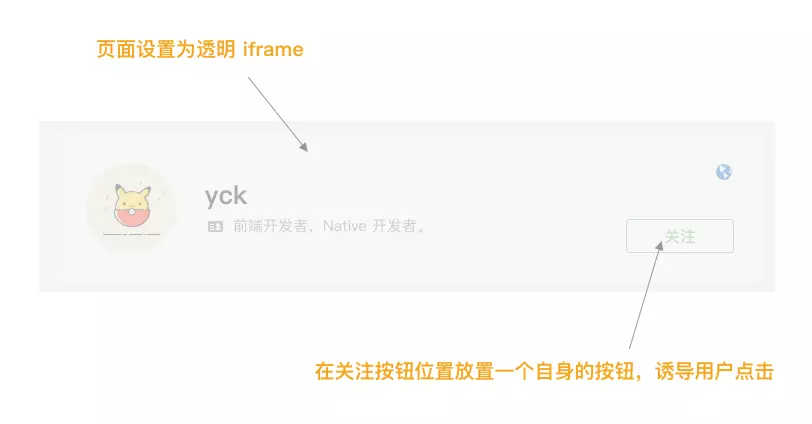 页面设置为透明 iframe
yck
前端开发者，Native 开发者。
关注
在关注按钮位置放置一个自身的按钮，诱导用户点击